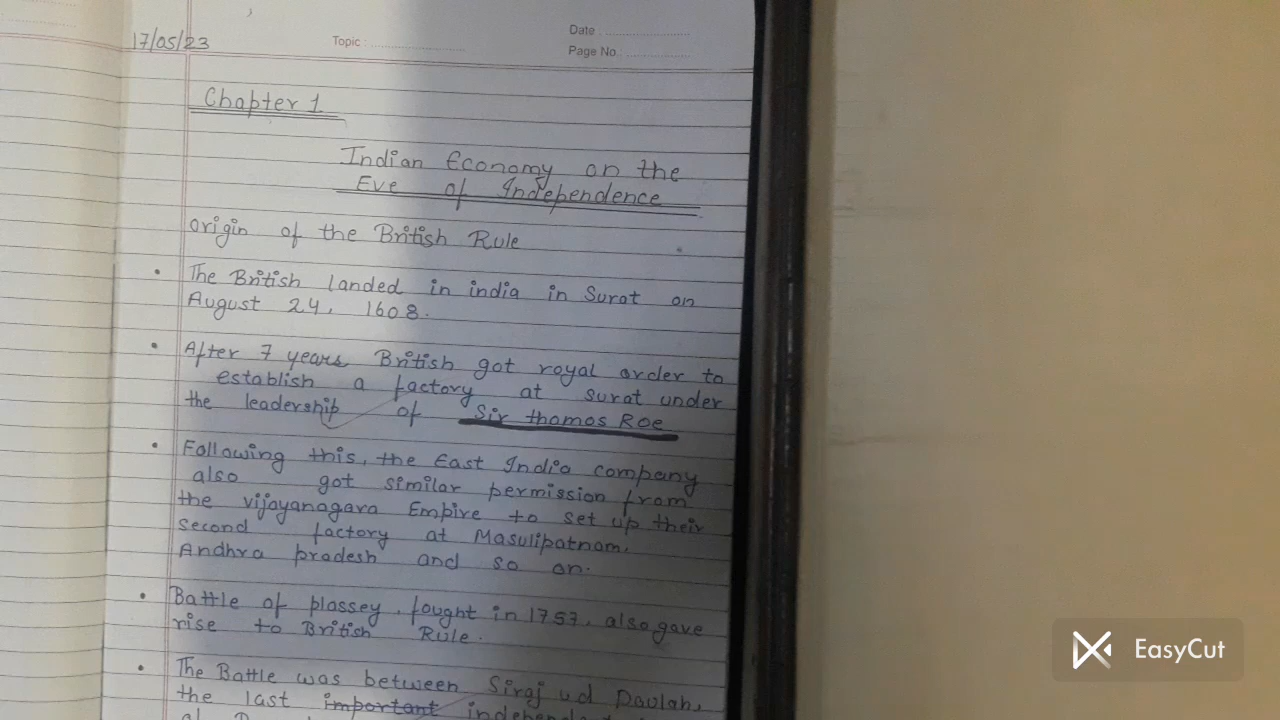 17/05/23
Topic
Date
Page No.
Chapter 1
Indian Economy on the
Eve of Independence
origin of the British Rule
• The British landed in india in Surat on
August 24, 1608.
• After 7 years British got royal order to
establish a factory at surat under
the leadership of Sir thomos Roe
• Following this, the East India company
also got similar permission from
the vijayanagara Empire to set up their
second factory at Masulipatnam,
Andhra pradesh and so on.
• Battle of plassey, fought in 1757, also gave
rise to British Rule.
• The Battle was between Siraj ud Daulah,
the last important
EasyCut